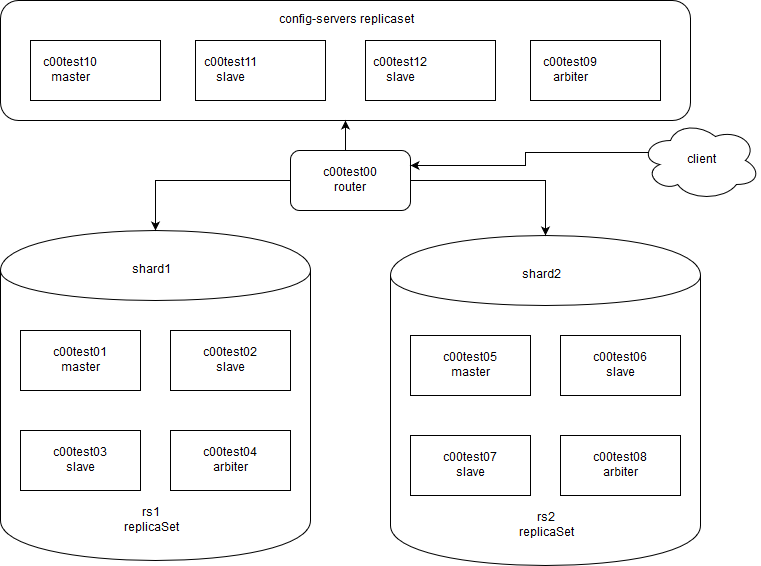 config-servers replicaset
c00test10
master
c00test11
slave
c00test12
slave
c00test09
arbiter
c00test00
router
client
shard1
shard2
c00test01
master
c00test02
slave
c00test05
master
c00test06
slave
c00test03
slave
c00test04
arbiter
c00test07
slave
c00test08
arbiter
rs1
replicaSet
rs2
replicaSet